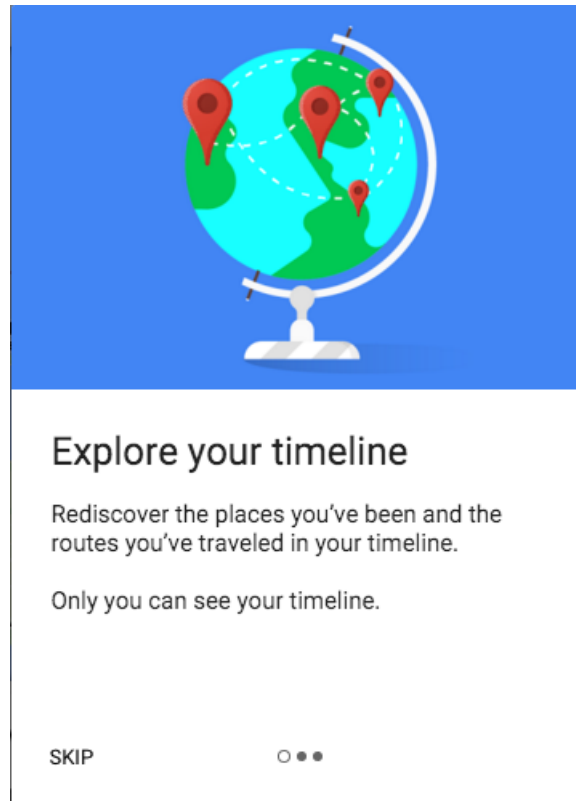 Explore your timeline
Rediscover the places you’ve been and the
routes you’ve traveled in your timeline.
Only you can see your timeline.
SKIP